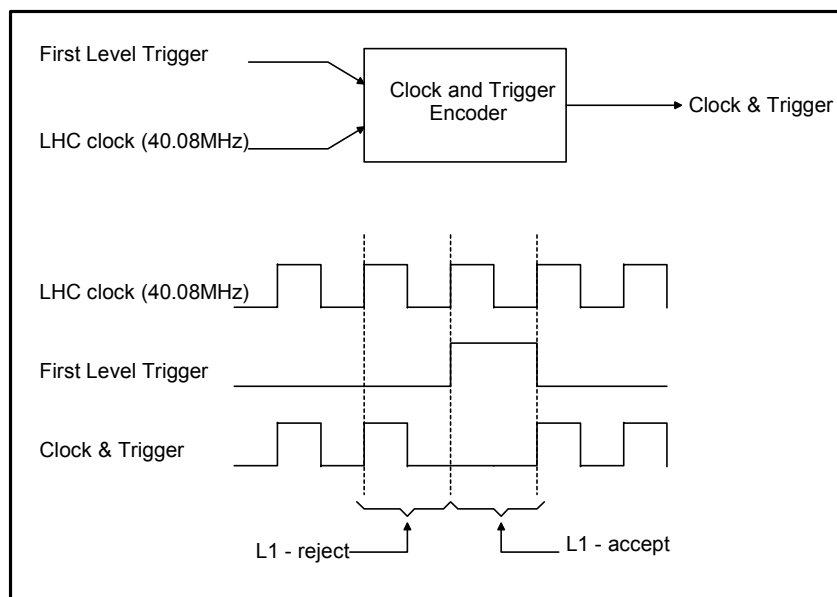 First Level Trigger
LHC clock (40.08MHz)
Clock and Trigger
Encoder
Clock & Trigger
LHC clock (40.08MHz)
First Level Trigger
Clock & Trigger
L1 - reject
L1 - accept